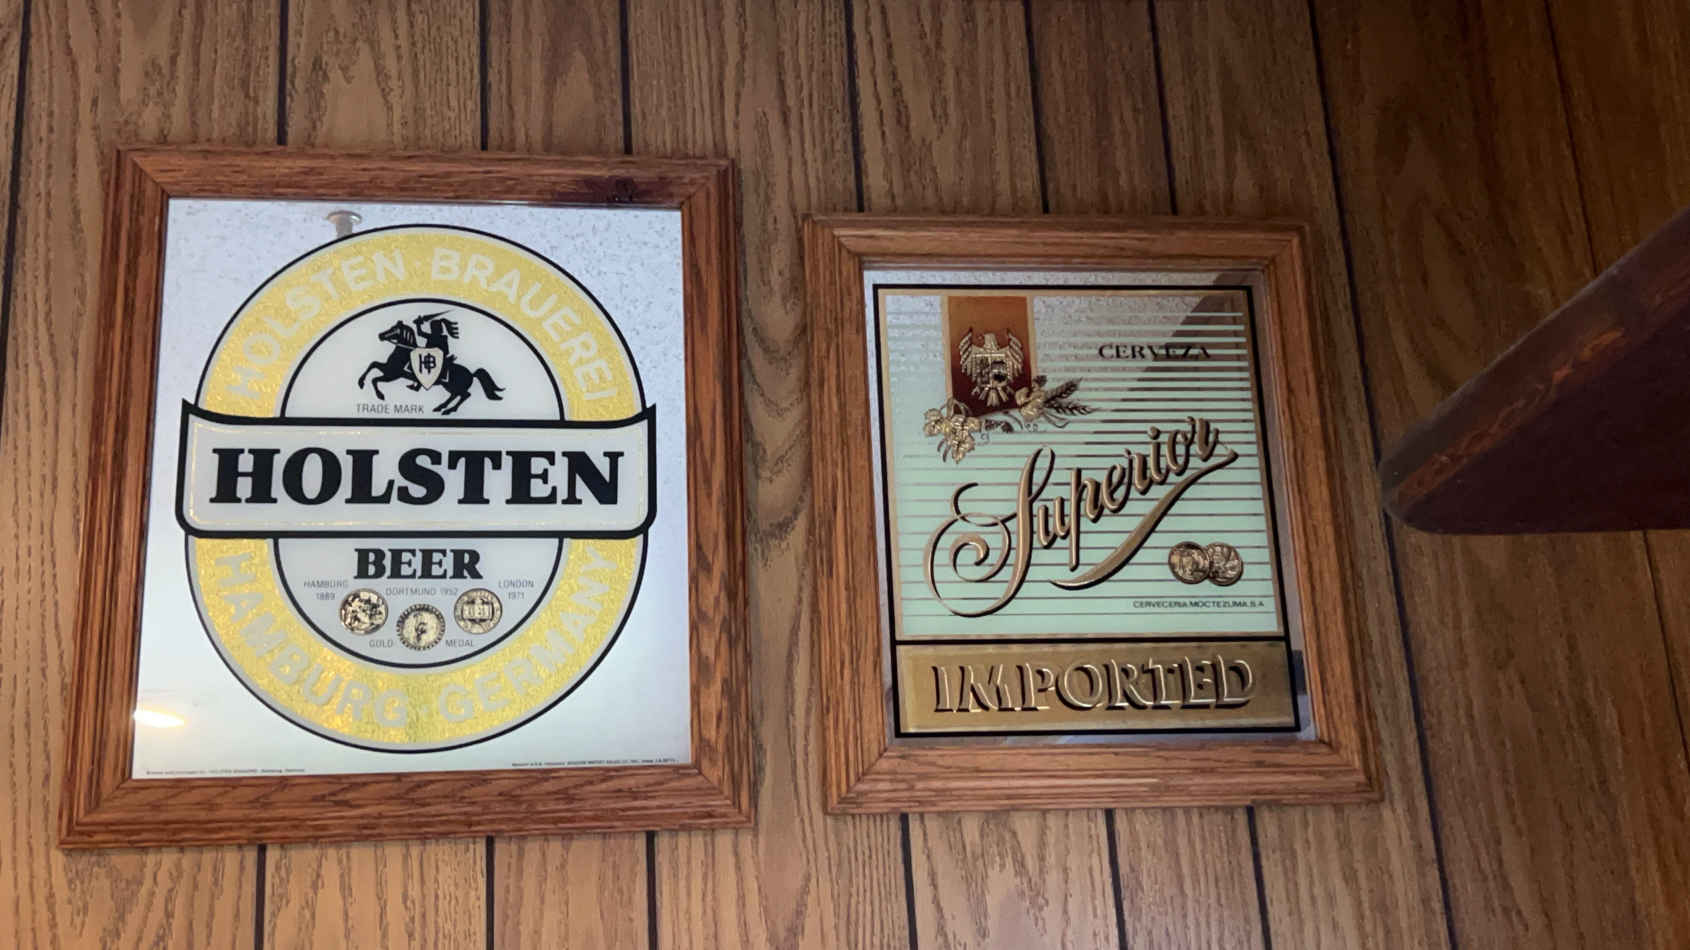 HOLSTEN BRAUEREI
HB
TRADE MARK
HOLSTEN
BEER
HAMBURG
1889
DORTMUND 1952
LONDON
1971
GOLD
MEDAL
HAMBURG · GERMANY
CERVEZA
Superior
CERVECERIA MOCTEZUMA, S.A
IMPORTED